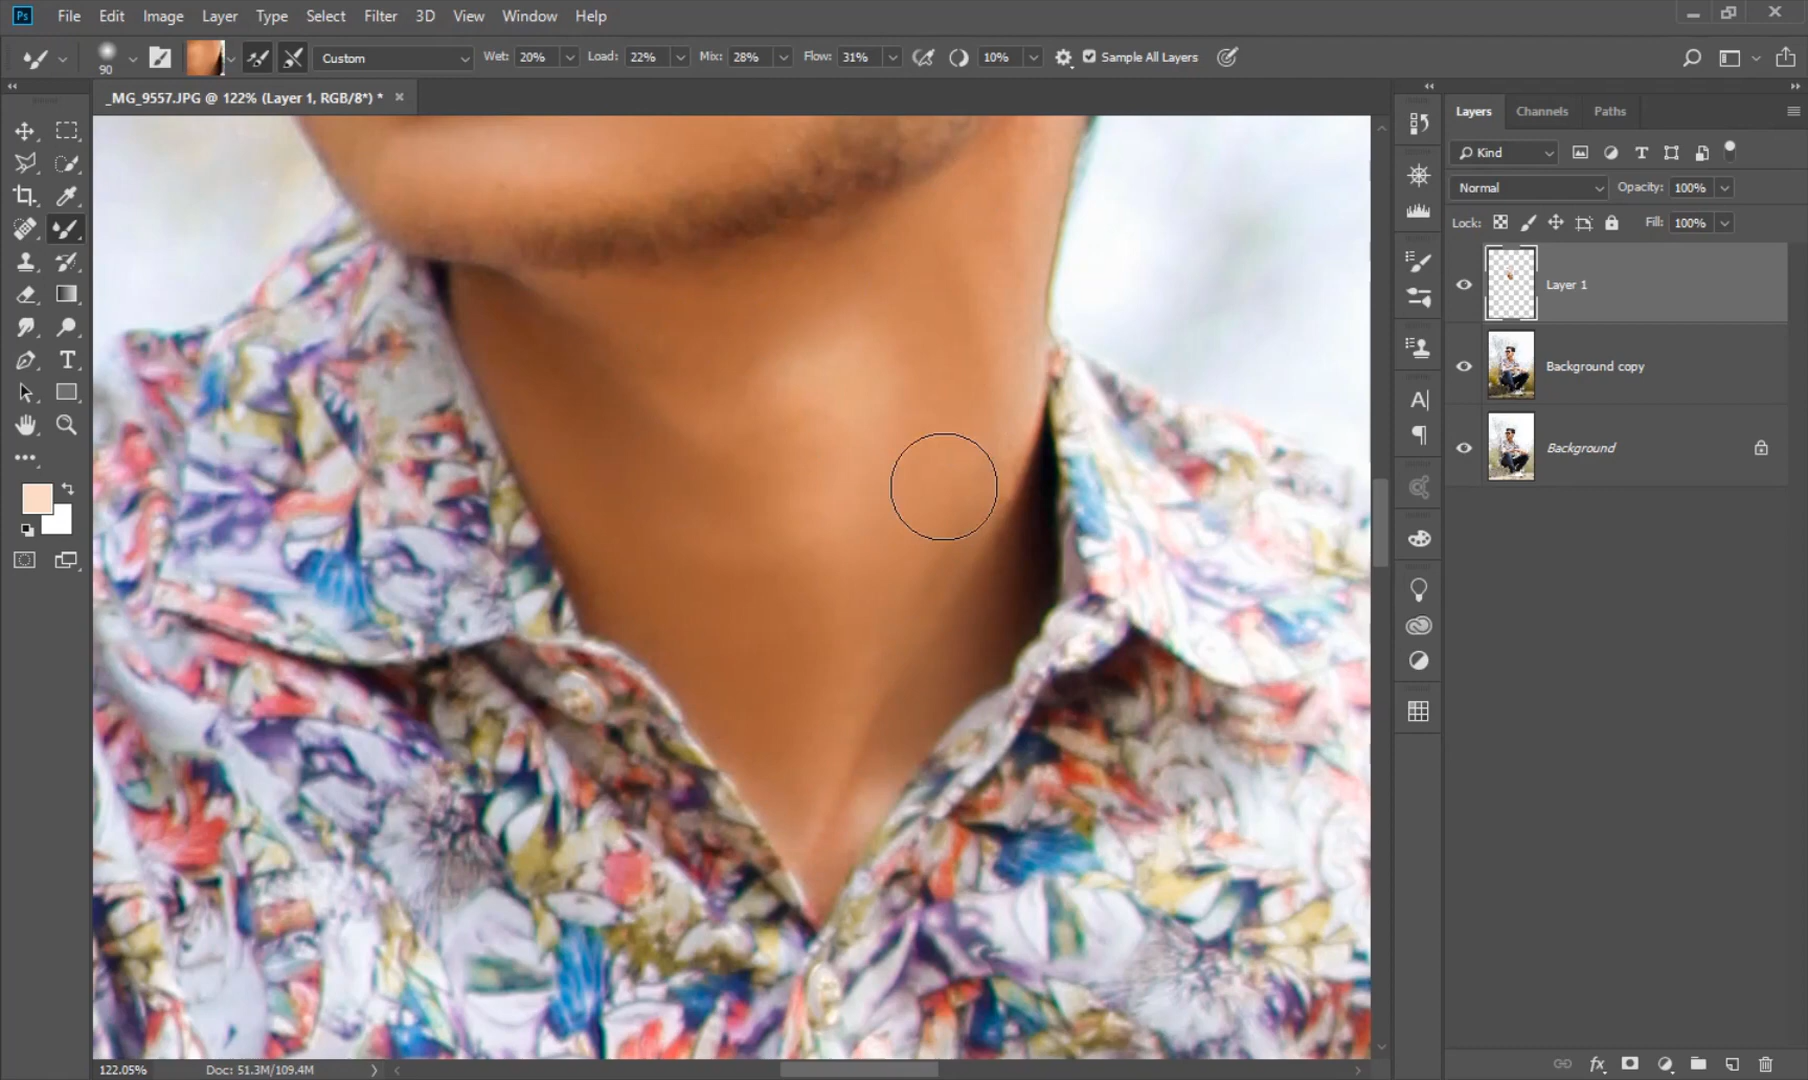 Ps File Edit Image Layer Type Select Filter 3D View Window Help
90 Custom Wet: 20% Load: 22% Mix: 28% Flow: 31% 10% Sample All Layers
_MG_9557.JPG @ 122% (Layer 1, RGB/8*) * ×
Layers Channels Paths
Kind
Normal Opacity: 100%
Lock: Fill: 100%
Layer 1
Background copy
Background
122.05% Doc: 51.3M/109.4M